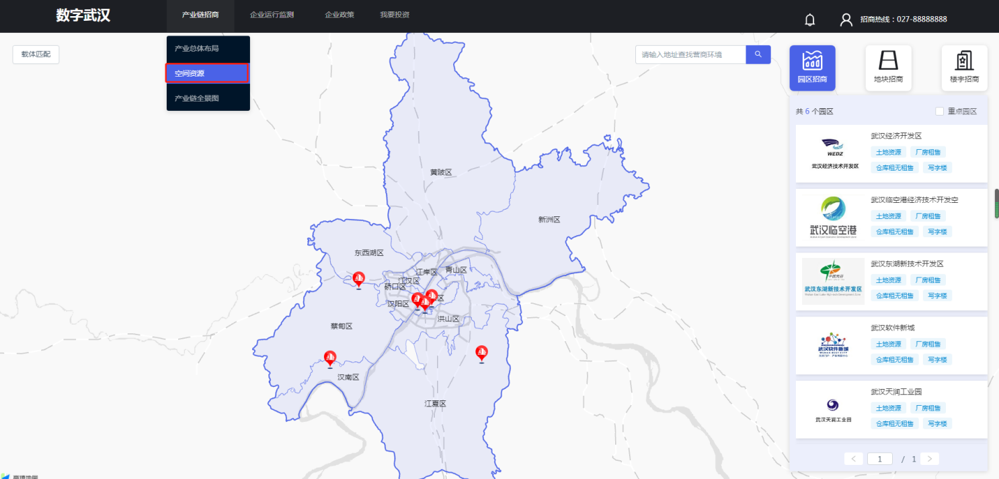 数字武汉
产业链招商
企业运行监测
企业政策
我要投资
招商热线：027-88888888
产业总体布局
空间资源
产业链全景图
载体匹配
请输入地址查找营商环境
园区招商
地块招商
楼宇招商
共 6 个园区
重点园区
武汉经济开发区
土地资源 厂房租售
仓库租无租售 写字楼
WEDZ
武汉经济技术开发区
武汉临空港经济技术开发空
土地资源 厂房租售
仓库租无租售 写字楼
武汉临空港
武汉东湖新技术开发区
土地资源 厂房租售
仓库租无租售 写字楼
中国光谷
武汉东湖新技术开发区
武汉软件新城
土地资源 厂房租售
仓库租无租售 写字楼
武汉软件新城
武汉天润工业园
土地资源 厂房租售
仓库租无租售 写字楼
武汉天润工业园
1 / 1
黄陂区
新洲区
东西湖区
江岸区
青山区
江汉区
硚口区
区
汉阳区
洪山区
蔡甸区
汉南区
江夏区
高德地图